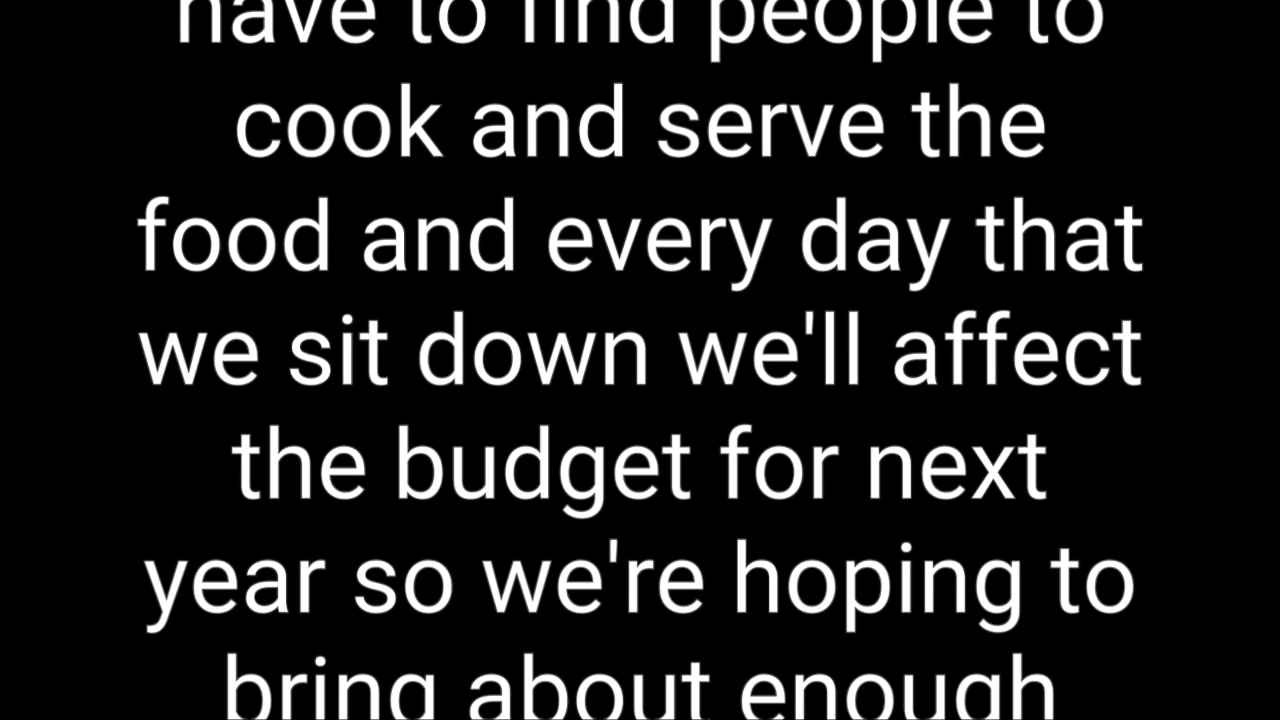 have to find people to
cook and serve the
food and every day that
we sit down we'll affect
the budget for next
year so we're hoping to
bring about enough